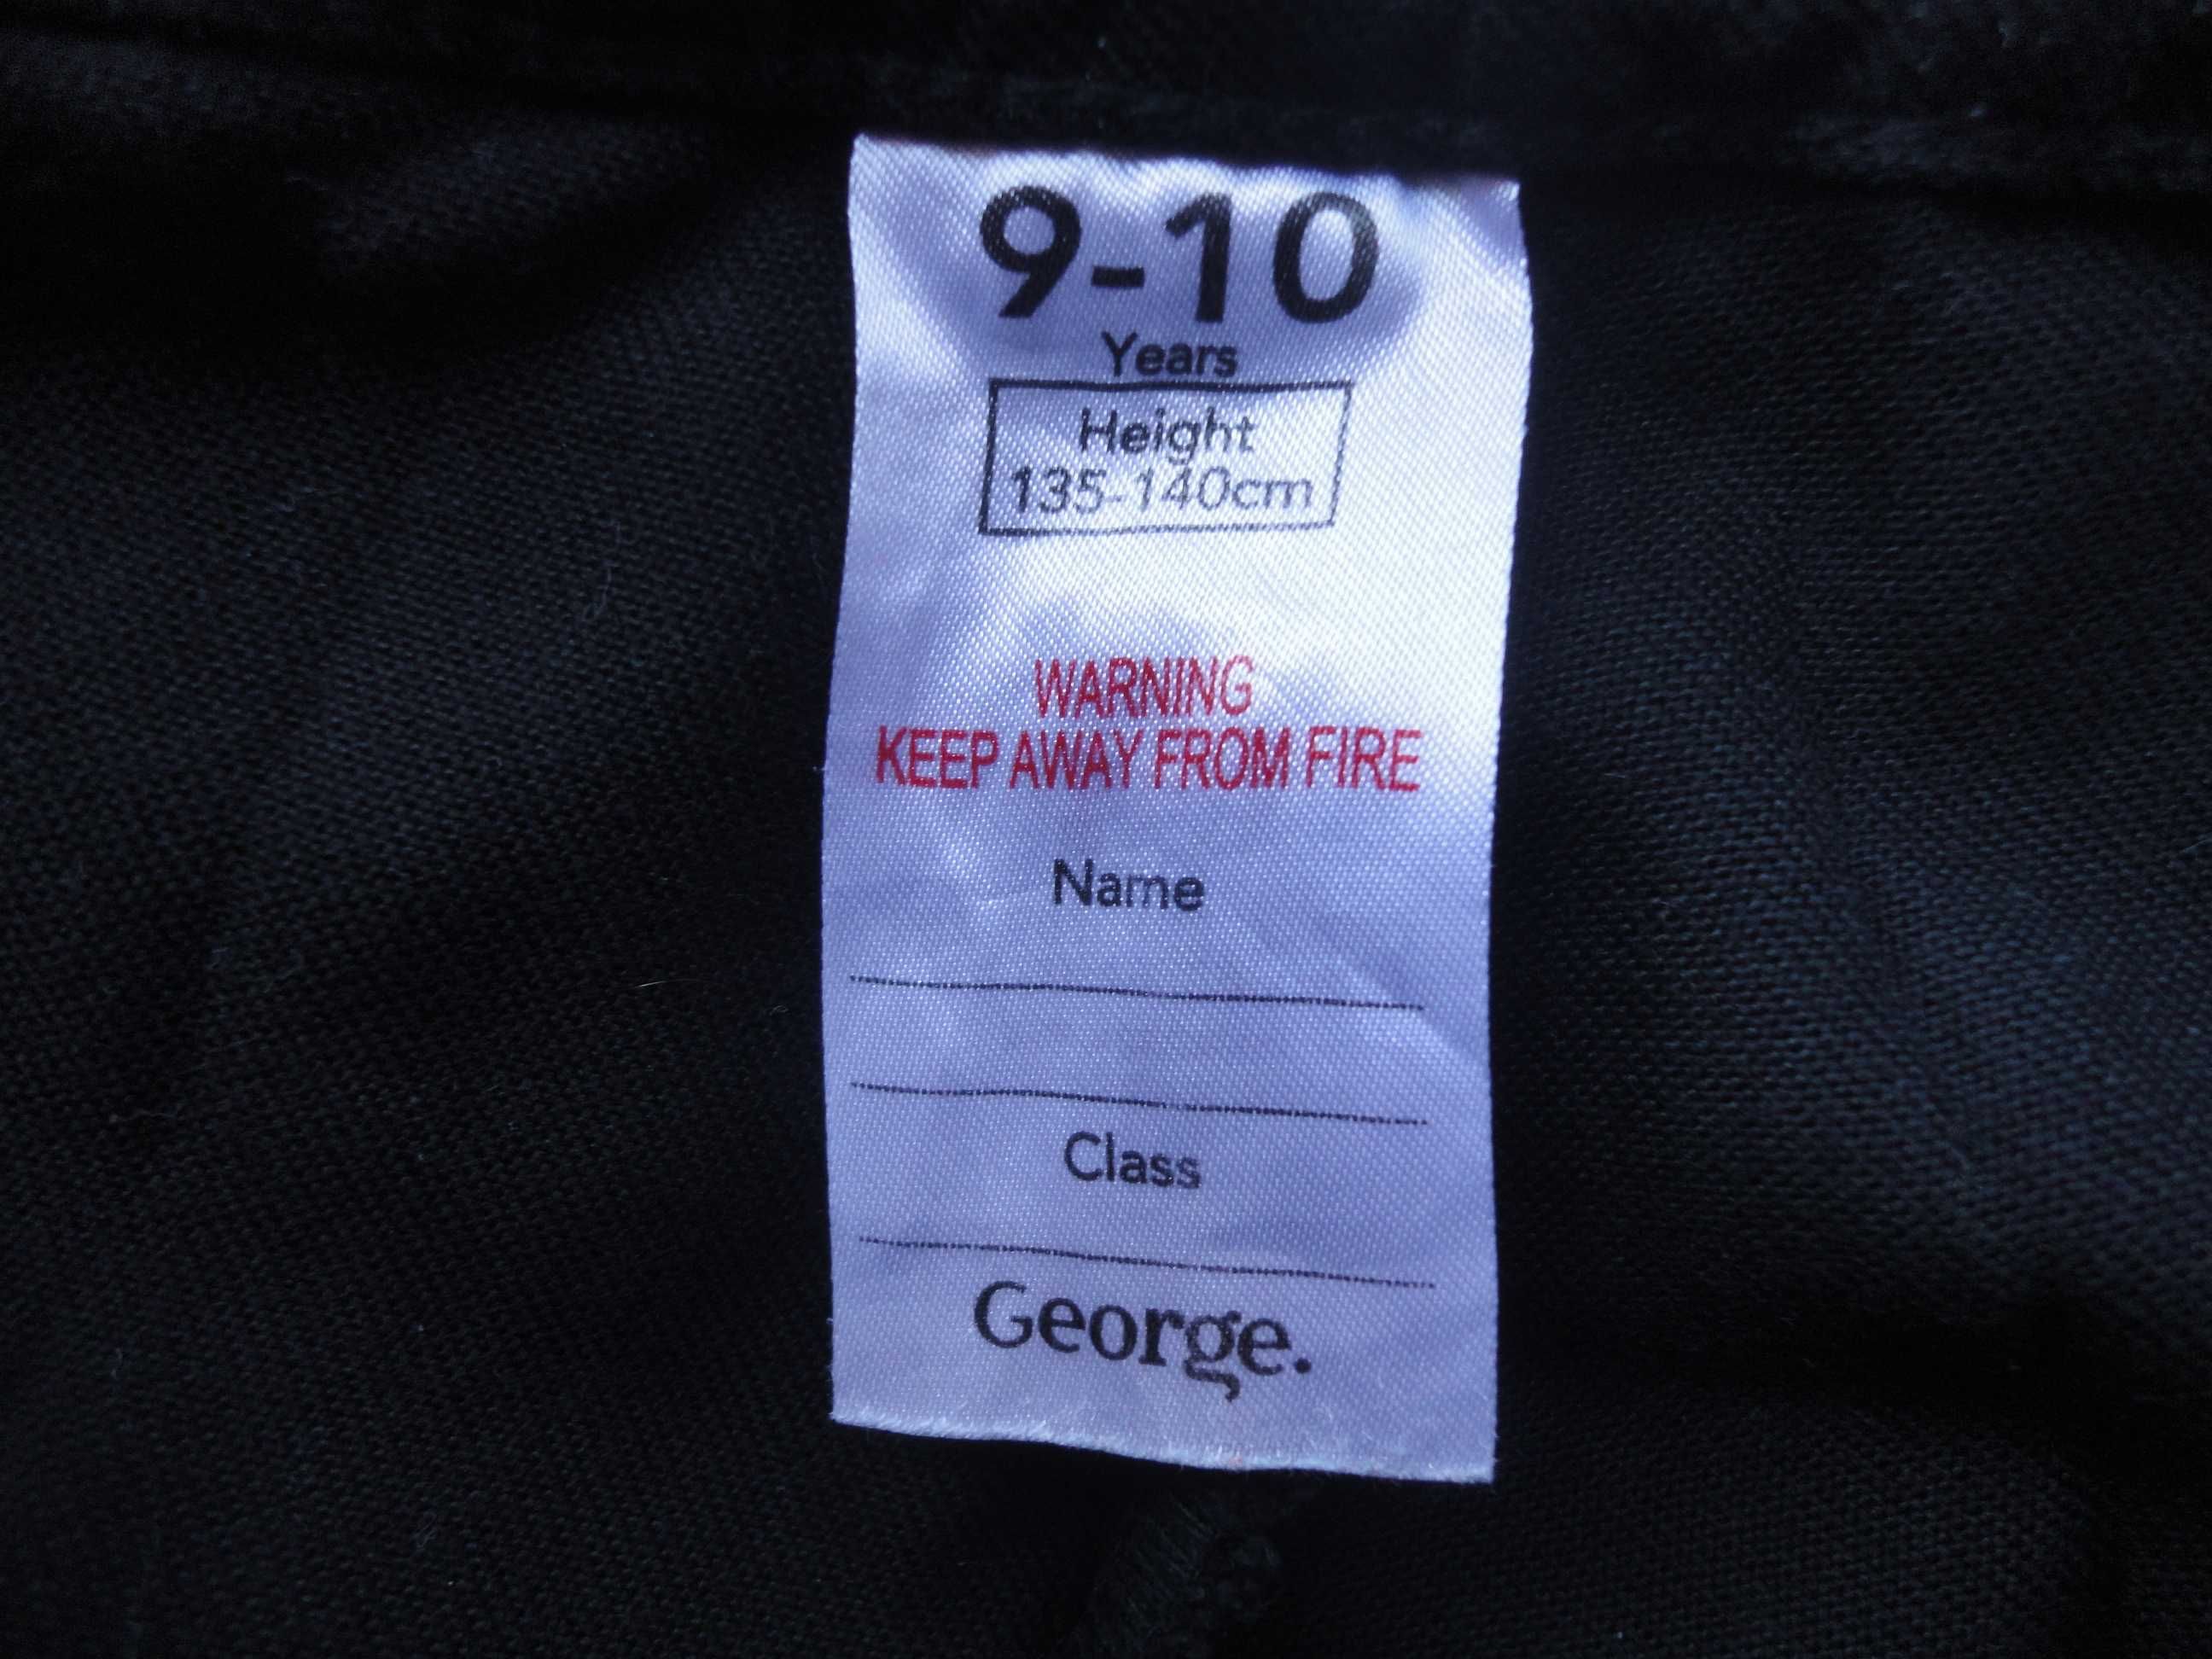 9-10
Years
Height
135-140cm
WARNING
KEEP AWAY FROM FIRE
Name
Class
George.